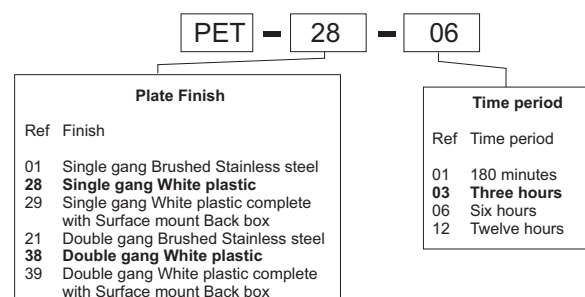 PET - 28 - 06
Plate Finish
Ref Finish
01 Single gang Brushed Stainless steel
28 Single gang White plastic
29 Single gang White plastic complete
with Surface mount Back box
21 Double gang Brushed Stainless steel
38 Double gang White plastic
39 Double gang White plastic complete
with Surface mount Back box
Time period
Ref Time period
01 180 minutes
03 Three hours
06 Six hours
12 Twelve hours